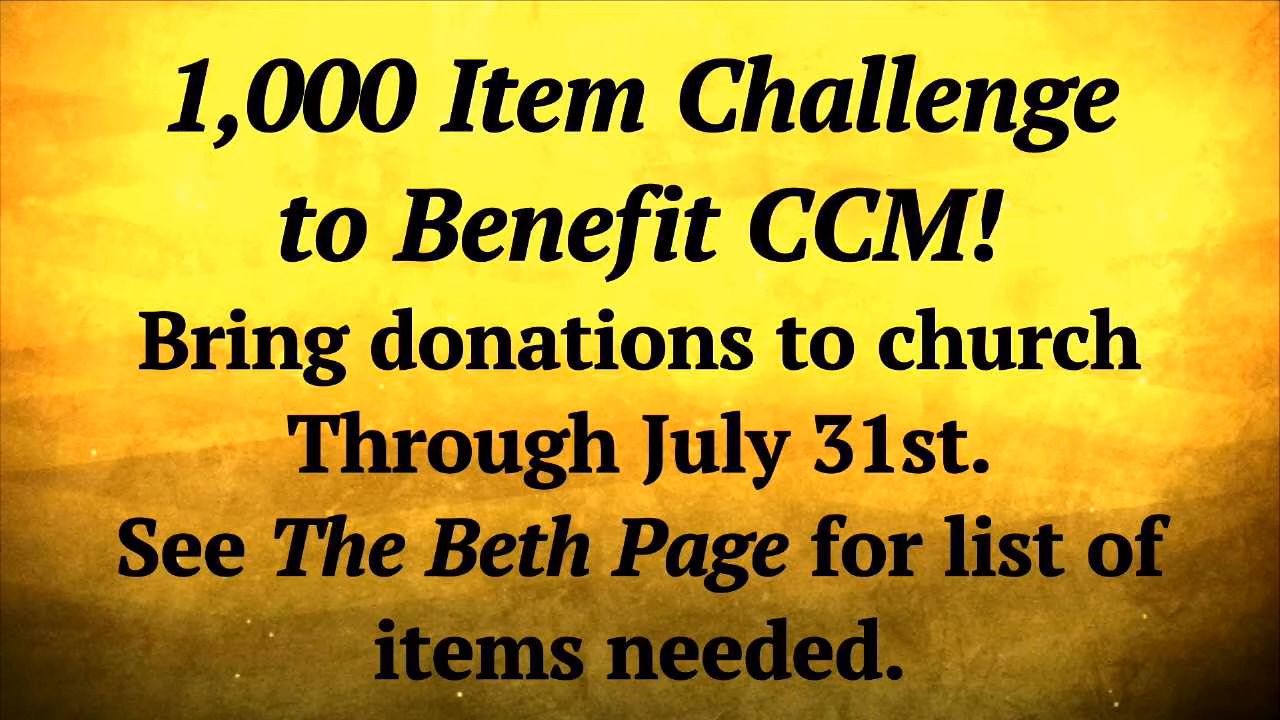 1,000 Item Challenge
to Benefit CCM!
Bring donations to church
Through July 31st.
See The Beth Page for list of
items needed.